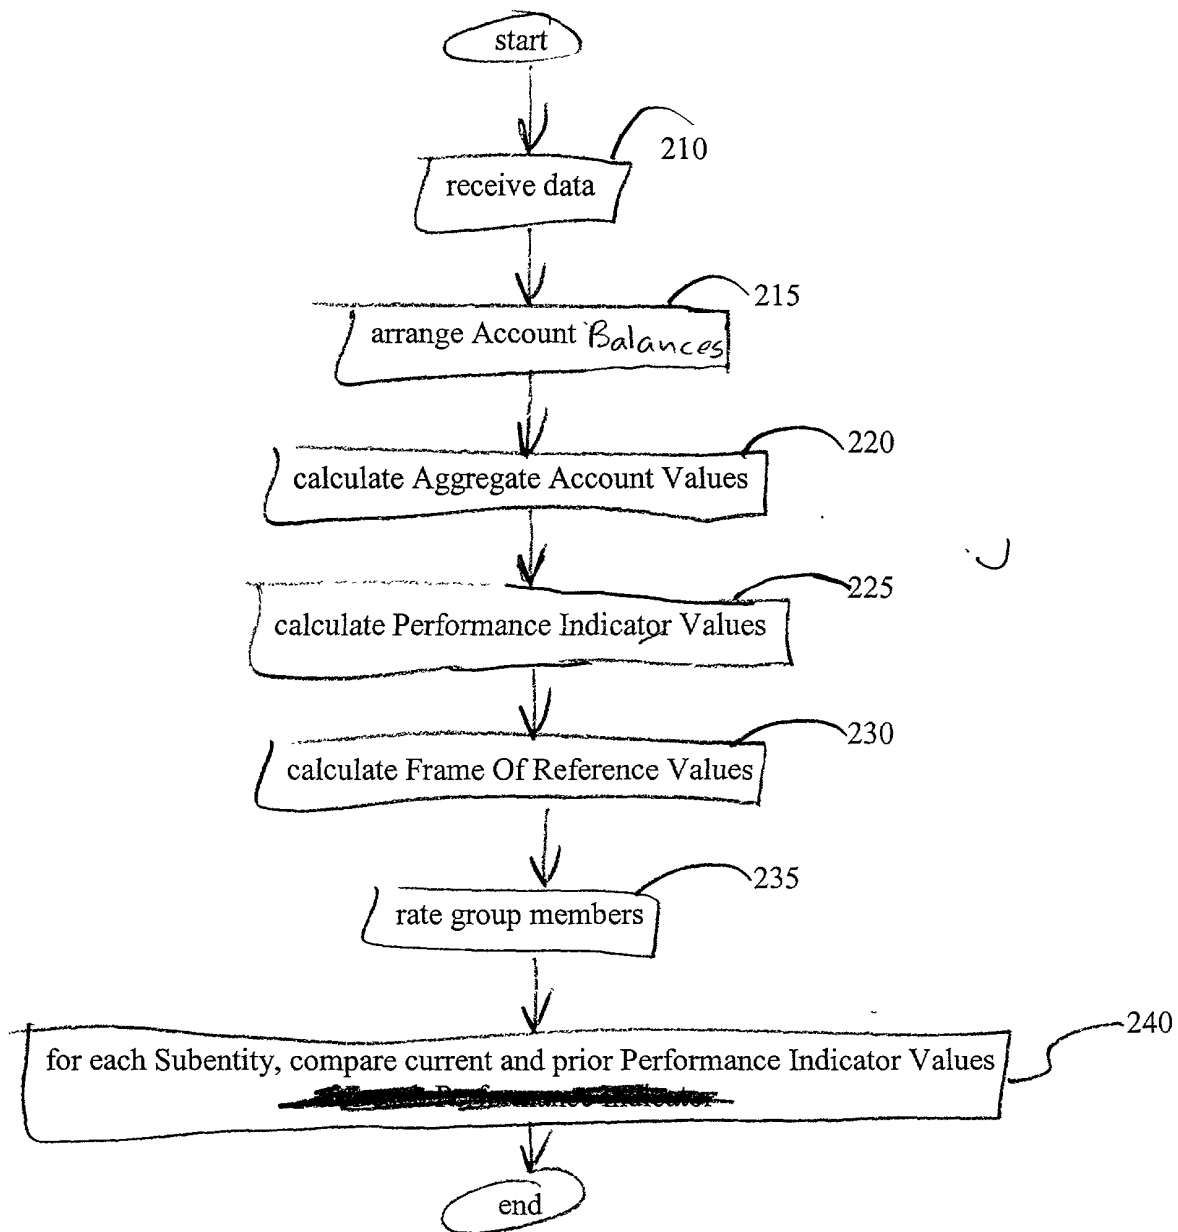 start
210
receive data
215
arrange Account Balances
220
calculate Aggregate Account Values
225
calculate Performance Indicator Values
230
calculate Frame Of Reference Values
235
rate group members
240
for each Subentity, compare current and prior Performance Indicator Values
Performance Indicator
end